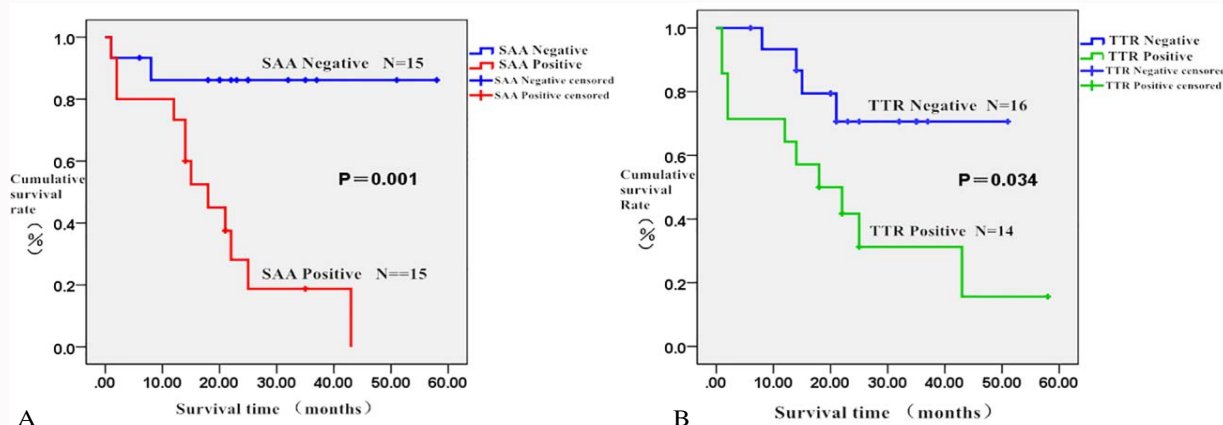 1.0
0.8
0.6
0.4
0.2
0.0
Cumulative
survival
rate
(%)
SAA Negative N=15
P=0.001
SAA Positive N==15
.00 10.00 20.00 30.00 40.00 50.00 60.00
Survival time (months)
A
SAA Negative
SAA Positive
SAA Negative censored
SAA Positive censored
1.0
0.8
0.6
0.4
0.2
0.0
Cumulative
survival
Rate
(%)
TTR Negative N=16
P=0.034
TTR Positive N=14
.00 10.00 20.00 30.00 40.00 50.00 60.00
Survival time (months)
B
TTR Negative
TTR Positive
TTR Negative censored
TTR Positive censored